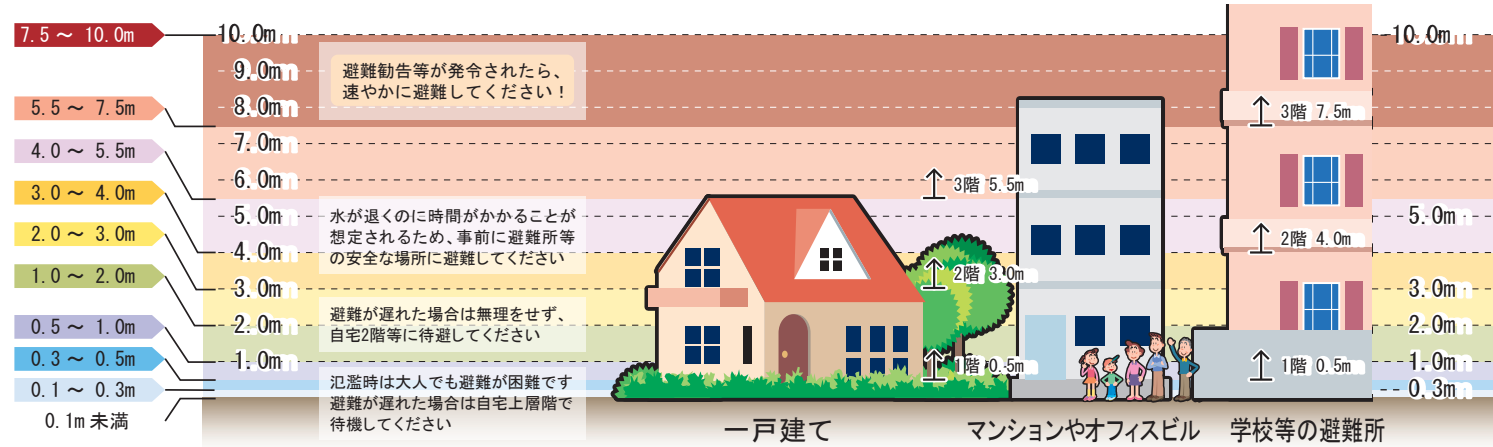 7.5 ～ 10.0m
5.5 ～ 7.5m
4.0 ～ 5.5m
3.0 ～ 4.0m
2.0 ～ 3.0m
1.0 ～ 2.0m
0.5 ～ 1.0m
0.3 ～ 0.5m
0.1 ～ 0.3m
0.1m 未満
10.0m
9.0m
8.0m
7.0m
6.0m
5.0m
4.0m
3.0m
2.0m
1.0m
避難勧告等が発令されたら、
速やかに避難してください！
水が退くのに時間がかかることが
想定されるため、事前に避難所等
の安全な場所に避難してください
避難が遅れた場合は無理をせず、
自宅2階等に待避してください
氾濫時は大人でも避難が困難です
避難が遅れた場合は自宅上層階で
待機してください
3階 5.5m
2階 3.0m
1階 0.5m
3階 7.5m
2階 4.0m
1階 0.5m
10.0m
5.0m
3.0m
2.0m
1.0m
0.3m
一戸建て
マンションやオフィスビル
学校等の避難所